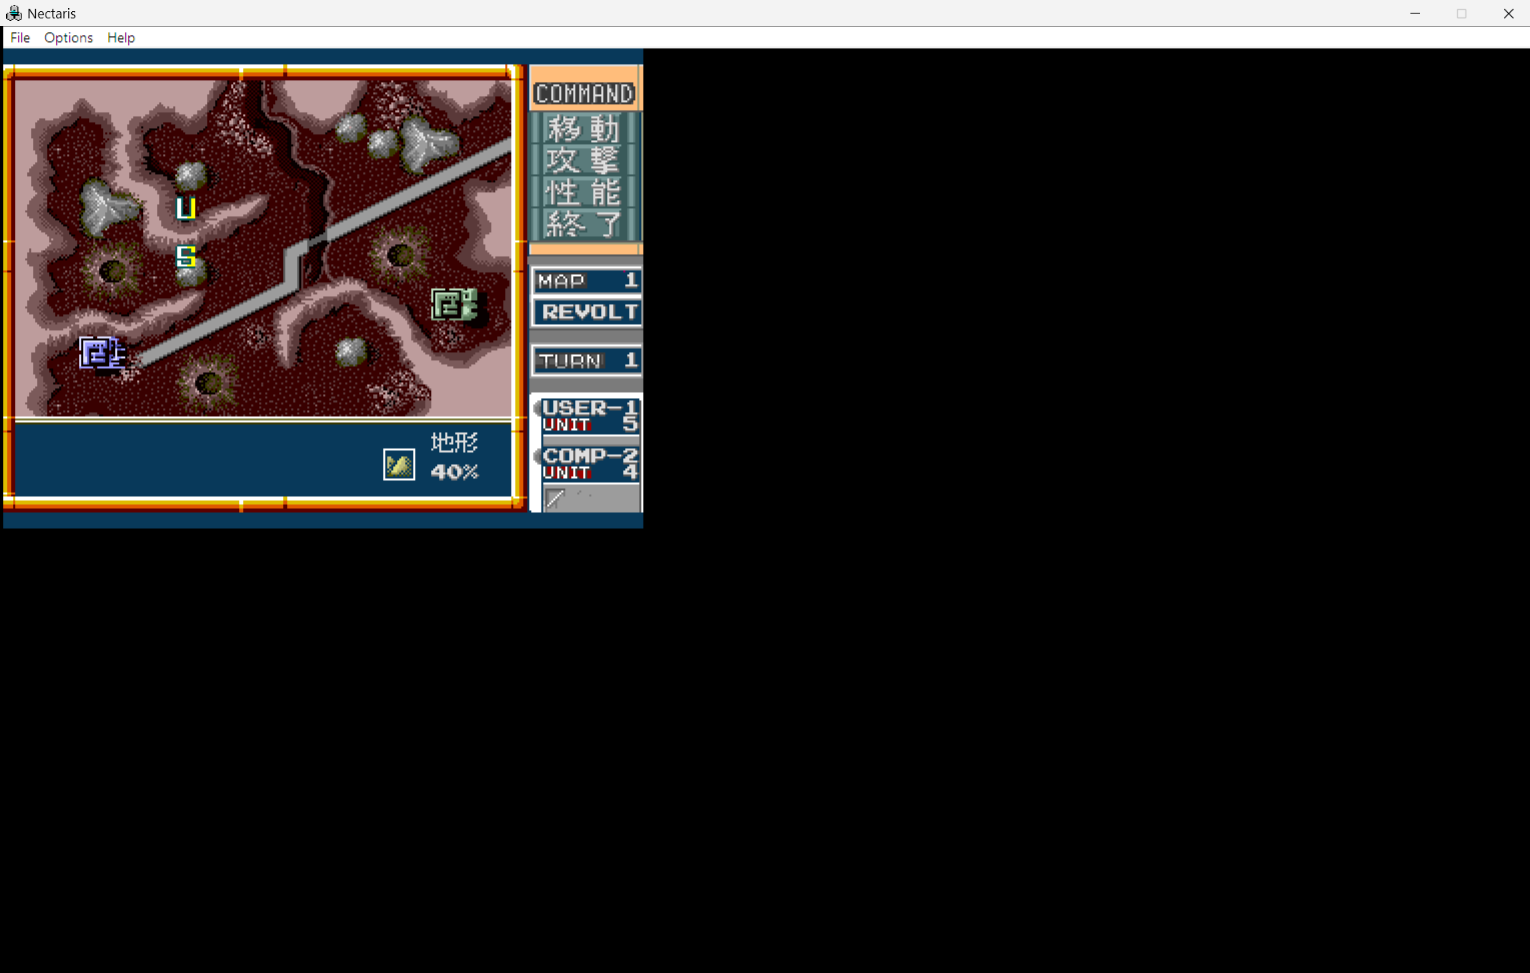 Nectaris
File Options Help
COMMAND
移動
攻撃
性能
終了
MAP 1
REVOLT
TURN 1
USER-1
UNIT 5
COMP-2
UNIT 4
U
S
地形
40%